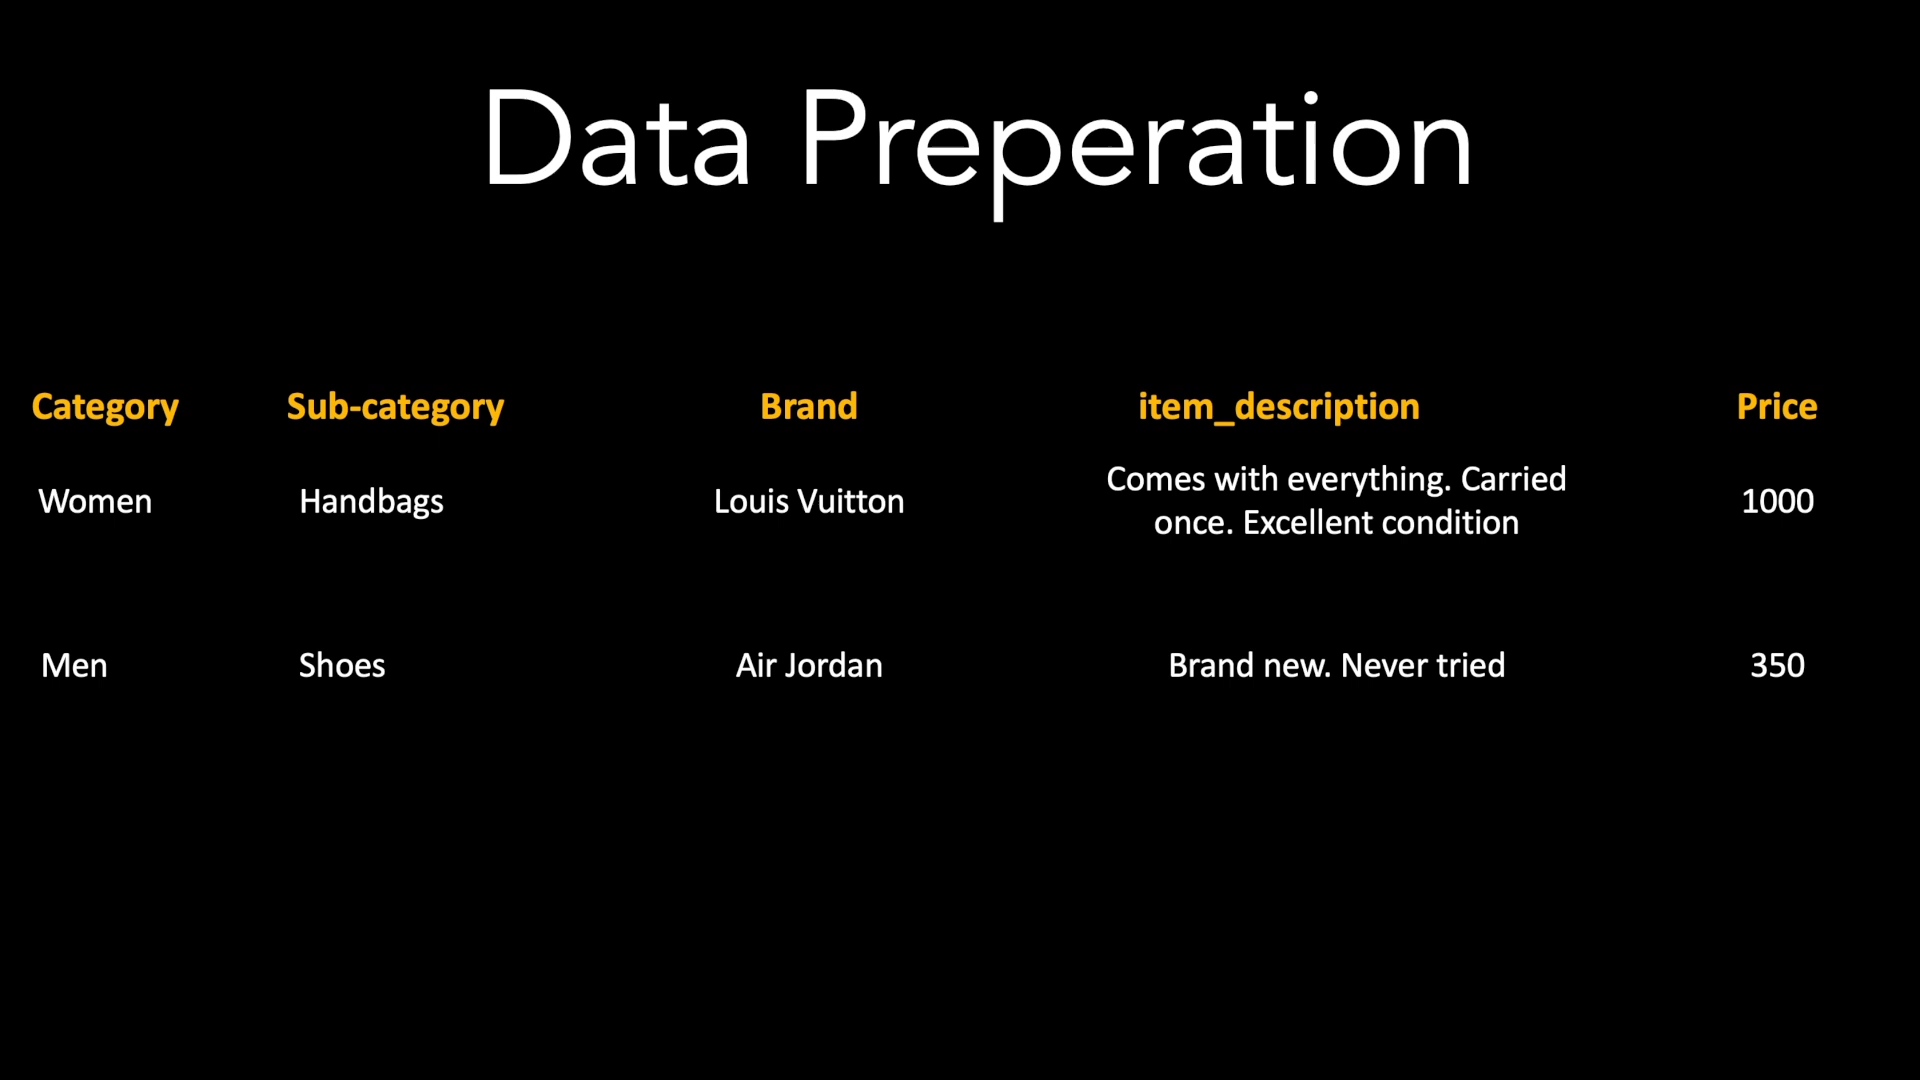 Data Preperation
Category Sub-category Brand item_description Price
Women Handbags Louis Vuitton Comes with everything. Carried once. Excellent condition 1000
Men Shoes Air Jordan Brand new. Never tried 350